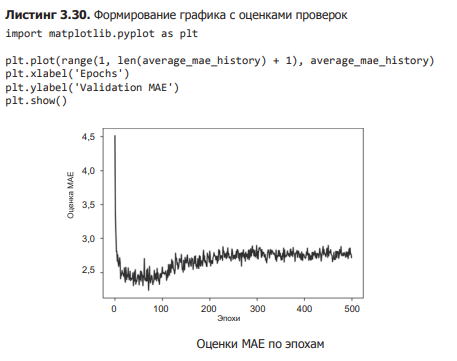 Листинг 3.30. Формирование графика с оценками проверок
import matplotlib.pyplot as plt
plt.plot(range(1, len(average_mae_history) + 1), average_mae_history)
plt.xlabel('Epochs')
plt.ylabel('Validation MAE')
plt.show()
4,5
4,0
3,5
3,0
2,5
Оценка MAE
0
100
200
300
400
500
Эпохи
Оценки MAE по эпохам